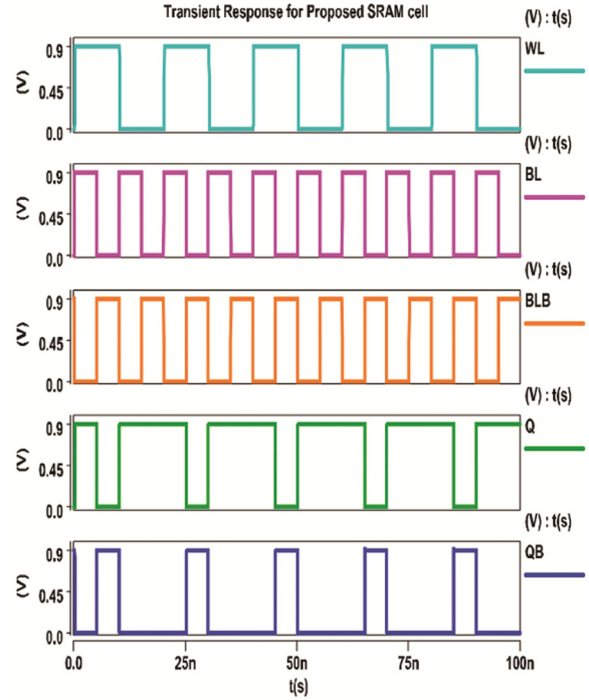 Transient Response for Proposed SRAM cell
(V) : t(s)
WL
0.9
(V)
0.45
0.0
(V) : t(s)
BL
0.9
(V)
0.45
0.0
(V) : t(s)
BLB
0.9
(V)
0.45
0.0
(V) : t(s)
Q
0.9
(V)
0.45
0.0
(V) : t(s)
QB
0.9
(V)
0.45
0.0
0.0 25n 50n 75n 100n
t(s)